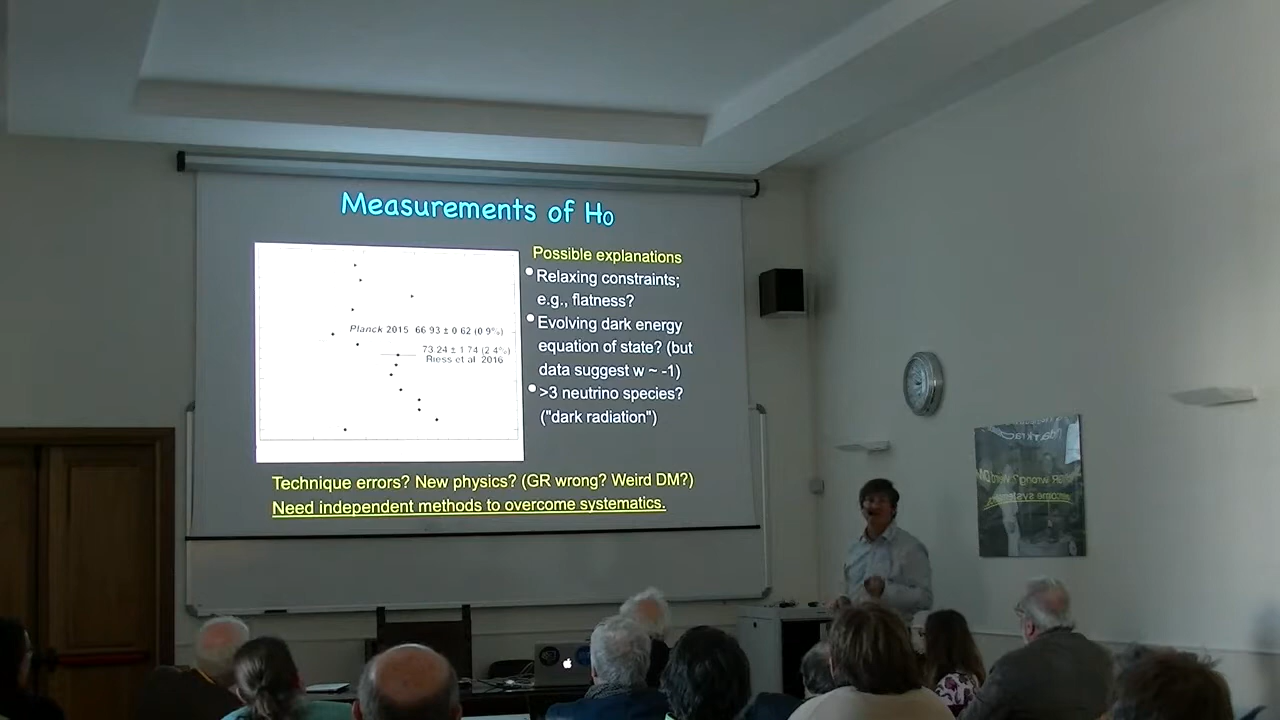 Measurements of H0
Planck 2015 66 93 ± 0 62 (0 9%)
73 24 ± 1 74 (2 4%)
Riess et al 2016
Possible explanations
• Relaxing constraints;
e.g., flatness?
• Evolving dark energy
equation of state? (but
data suggest w ~ -1)
• >3 neutrino species?
("dark radiation")
Technique errors? New physics? (GR wrong? Weird DM?)
Need independent methods to overcome systematics.